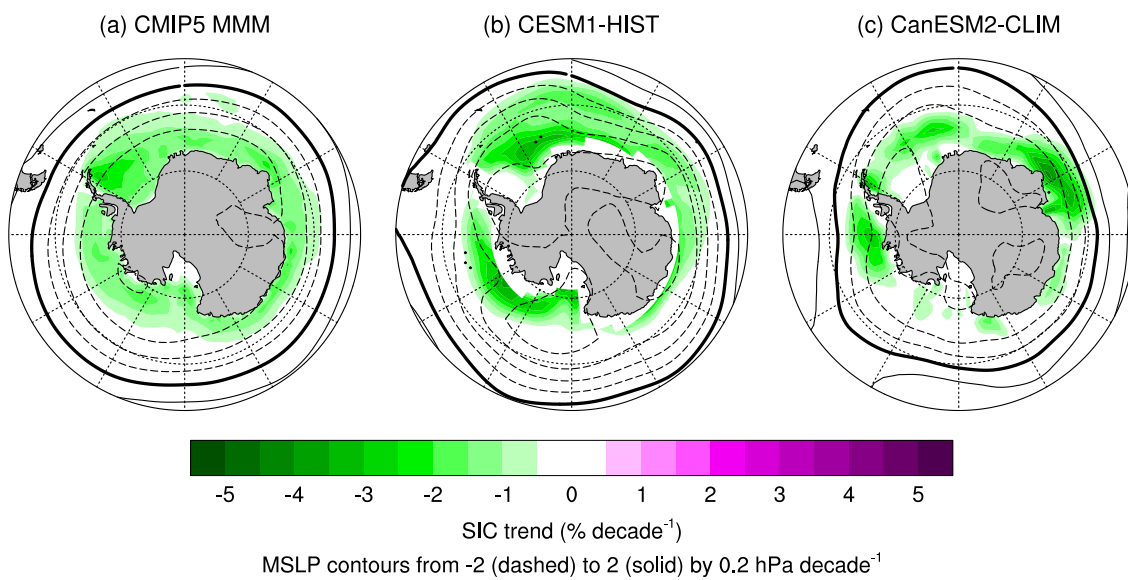 (a) CMIP5 MMM (b) CESM1-HIST (c) CanESM2-CLIM
-5 -4 -3 -2 -1 0 1 2 3 4 5
SIC trend (% decade⁻¹)
MSLP contours from -2 (dashed) to 2 (solid) by 0.2 hPa decade⁻¹